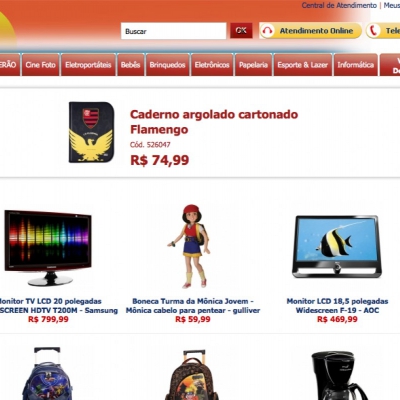 Central de Atendimento | Meus
Buscar
OK
Atendimento Online
Tele
ERÃO
Cine Foto
Eletroportáteis
Bebês
Brinquedos
Eletrônicos
Papelaria
Esporte & Lazer
Informática
Caderno argolado cartonado
Flamengo
Cód. 526047
R$ 74,99
onitor TV LCD 20 polegadas
SCREEN HDTV T200M - Samsung
R$ 799,99
Boneca Turma da Mônica Jovem -
Mônica cabelo para pentear - gulliver
R$ 59,99
Monitor LCD 18,5 polegadas
Widescreen F-19 - AOC
R$ 469,99